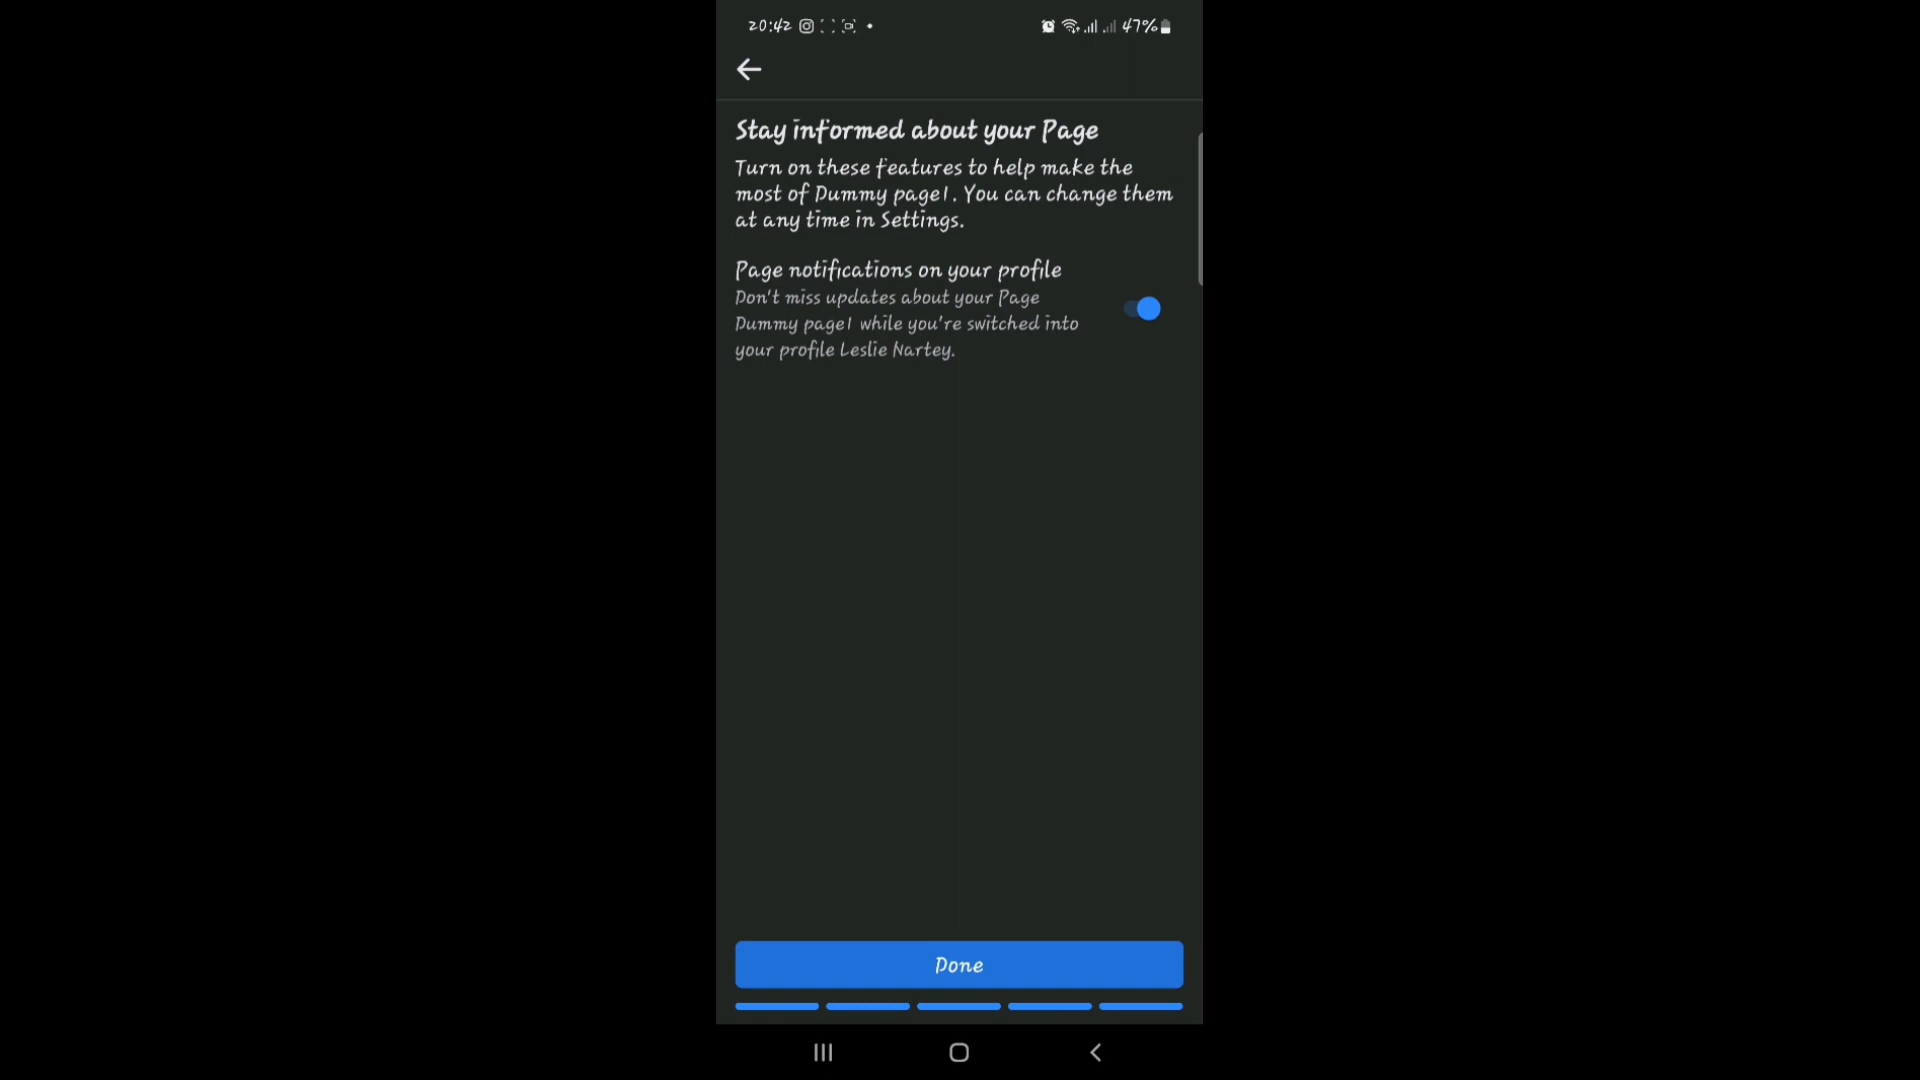 20:42 47%
Stay informed about your Page
Turn on these features to help make the
most of Dummy page1. You can change them
at any time in Settings.
Page notifications on your profile
Don't miss updates about your Page
Dummy page1 while you're switched into
your profile Leslie Nartey.
Done